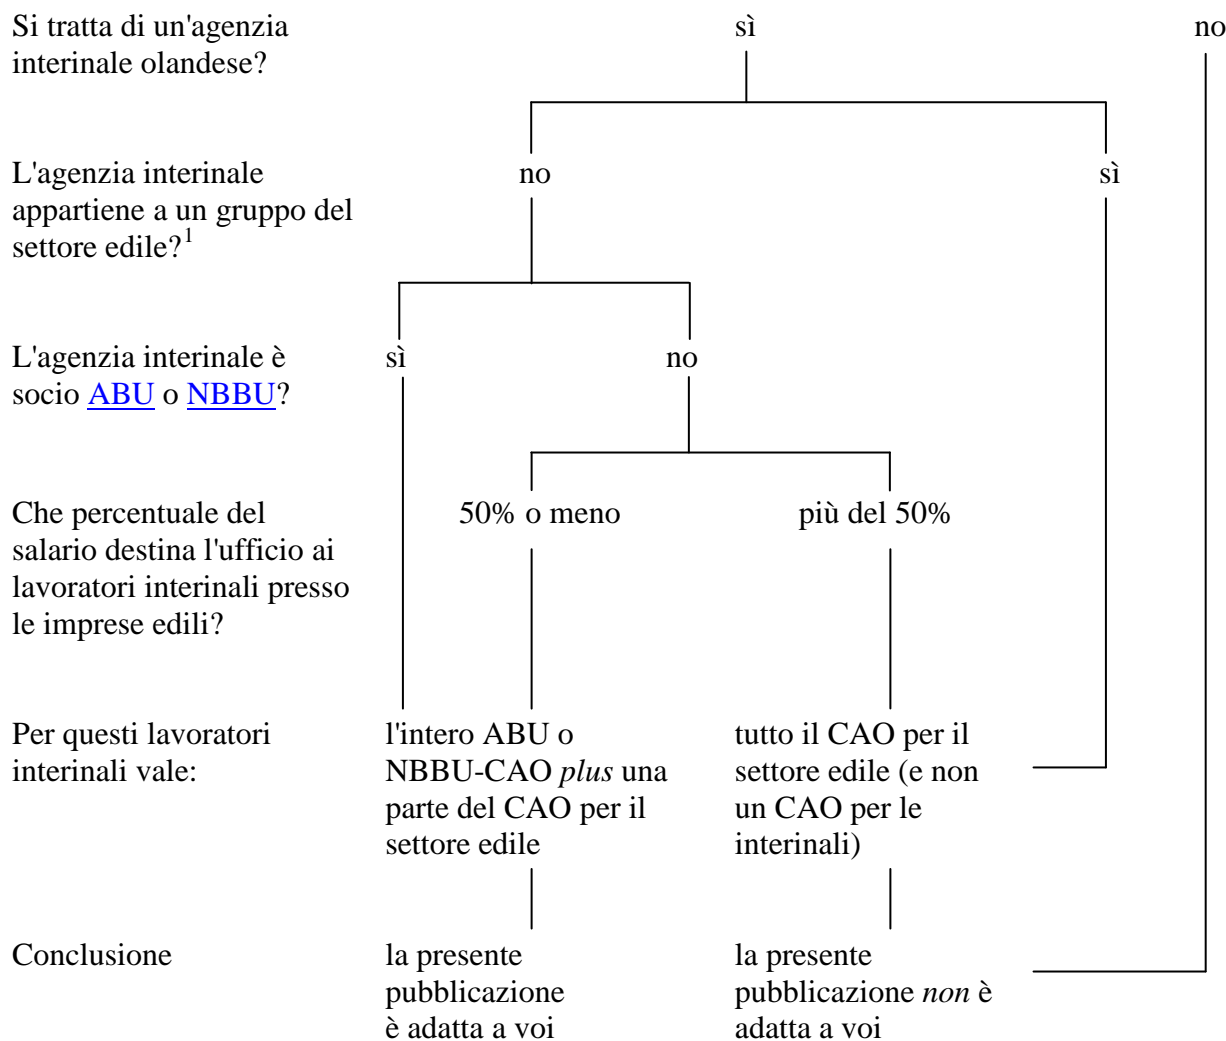 Si tratta di un'agenzia
interinale olandese?
sì
no
L'agenzia interinale
appartiene a un gruppo del
settore edile?1
no
sì
L'agenzia interinale è
socio ABU o NBBU?
sì
no
Che percentuale del
salario destina l'ufficio ai
lavoratori interinali presso
le imprese edili?
50% o meno
più del 50%
Per questi lavoratori
interinali vale:
l'intero ABU o
NBBU-CAO plus una
parte del CAO per il
settore edile
tutto il CAO per il
settore edile (e non
un CAO per le
interinali)
Conclusione
la presente
pubblicazione
è adatta a voi
la presente
pubblicazione non è
adatta a voi